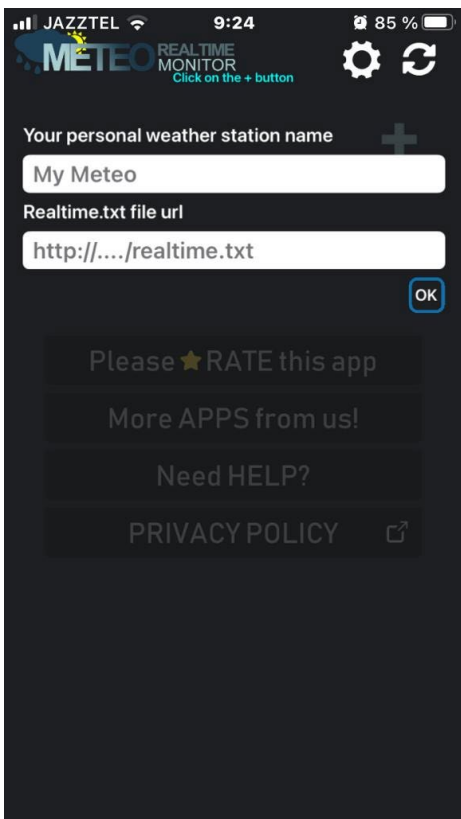 JAZZTEL 9:24 85 %
METEO REALTIME
MONITOR
Click on the + button
Your personal weather station name
My Meteo
Realtime.txt file url
http://..../realtime.txt
OK
Please ⭐ RATE this app
More APPS from us!
Need HELP?
PRIVACY POLICY